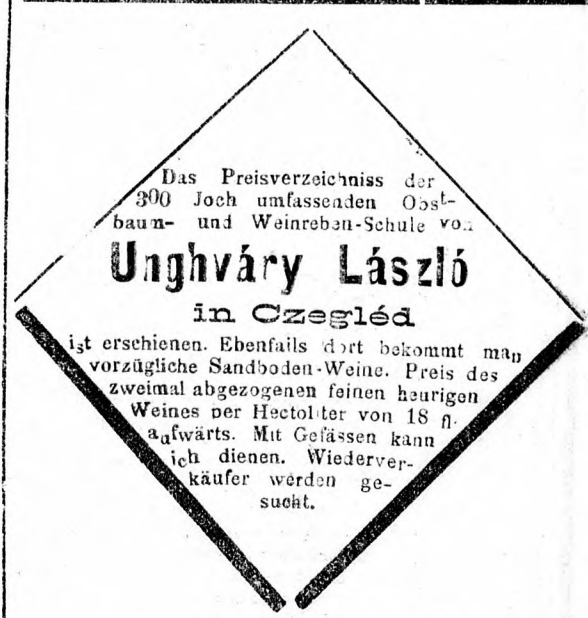 Das Preisverzeichniss der
300 Joch umfassenden Obst-
baum- und Weinreben-Schule von
Unghváry László
in Czegléd
ist erschienen. Ebenfalls dort bekommt man
vorzügliche Sandboden-Weine. Preis des
zweimal abgezogenen feinen heurigen
Weines per Hectoliter von 18 fl.
aufwärts. Mit Gefässen kann
ich dienen. Wiederver-
käufer werden ge-
sucht.